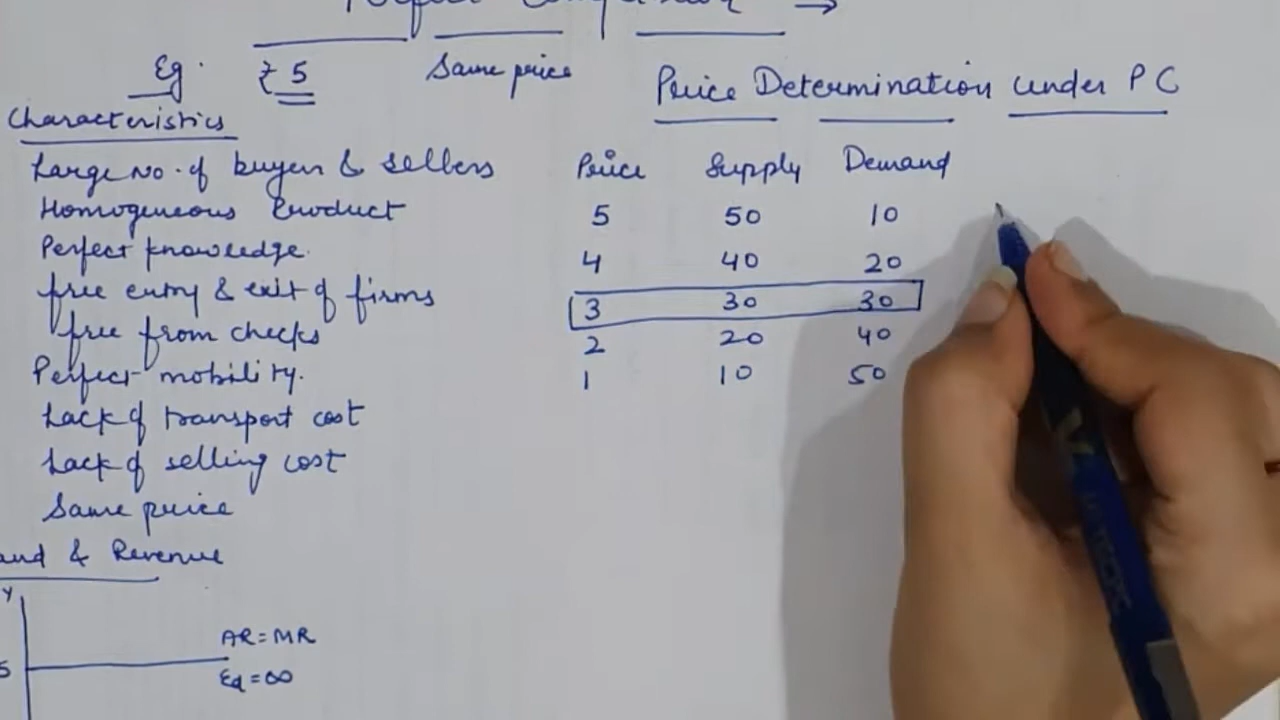 Perfect Competition →
Eg. ₹ 5 Same price
Characteristics
Large No. of buyers & sellers
Homogeneous Product
Perfect knowledge.
free entry & exit of firms
free from checks
Perfect mobility.
Lack of transport cost
Lack of selling cost
Same price
and & Revenue
Y
AR = MR
5
Ed = ∞
Price Determination under PC
Price Supply Demand
5 50 10
4 40 20
3 30 30
2 20 40
1 10 50